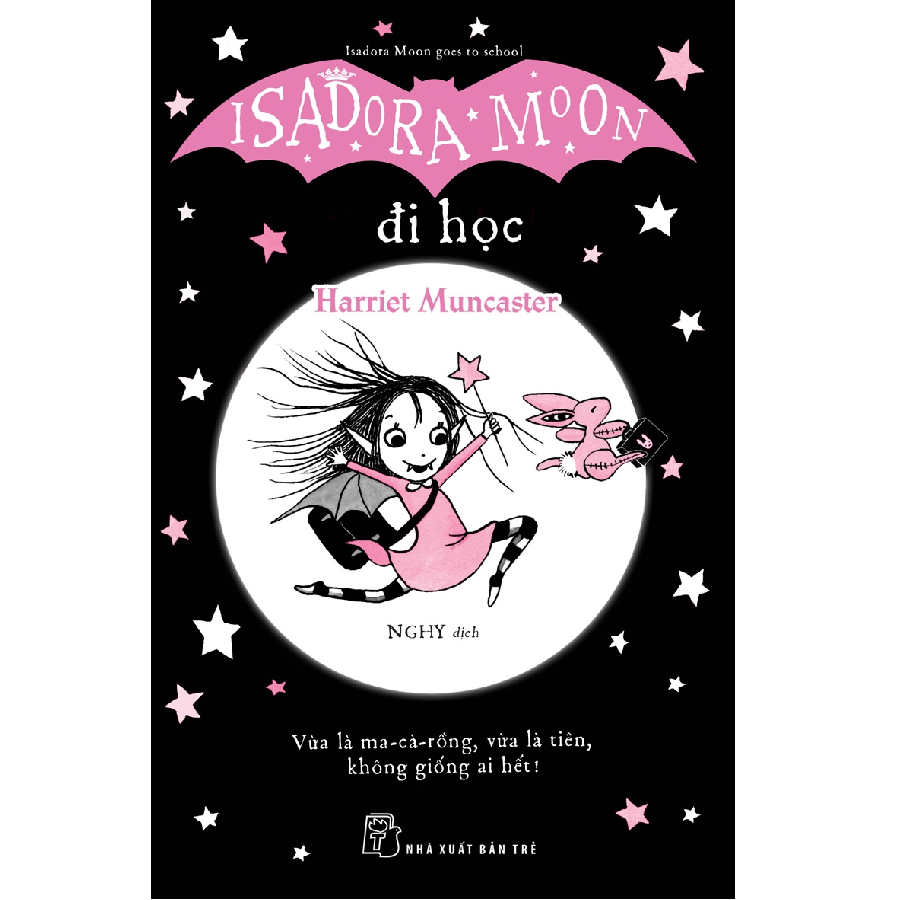 Isadora Moon goes to school
ISADORA MOON
đi học
Harriet Muncaster
NGHY dịch
Vừa là ma-cà-rồng, vừa là tiên,
không giống ai hết!
NHÀ XUẤT BẢN TRẺ